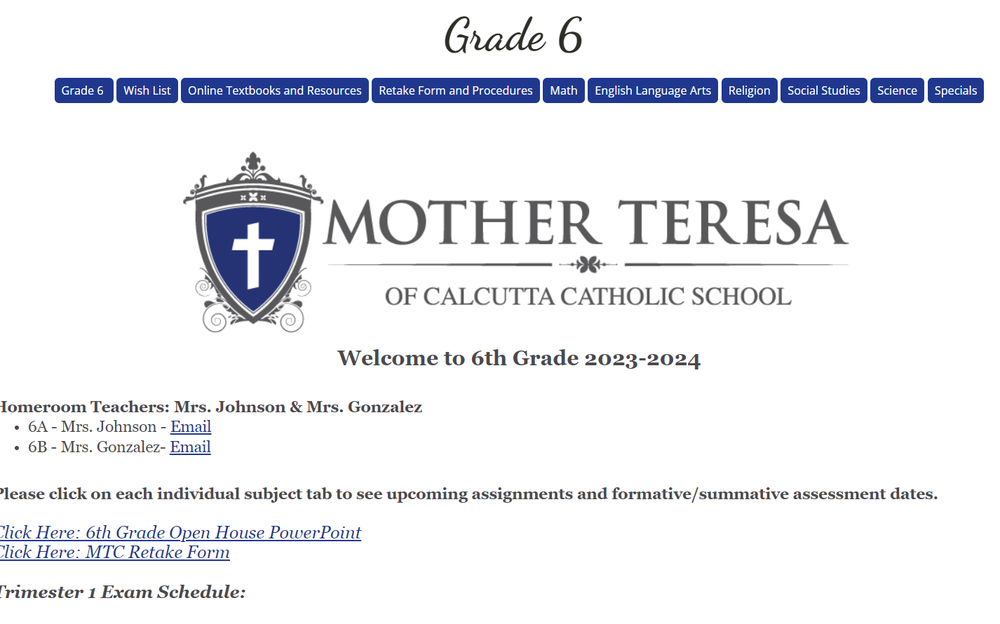 Grade 6
Grade 6 Wish List Online Textbooks and Resources Retake Form and Procedures Math English Language Arts Religion Social Studies Science Specials
MOTHER TERESA
OF CALCUTTA CATHOLIC SCHOOL
Welcome to 6th Grade 2023-2024
Homeroom Teachers: Mrs. Johnson & Mrs. Gonzalez
• 6A - Mrs. Johnson - Email
• 6B - Mrs. Gonzalez- Email
Please click on each individual subject tab to see upcoming assignments and formative/summative assessment dates.
Click Here: 6th Grade Open House PowerPoint
Click Here: MTC Retake Form
Trimester 1 Exam Schedule: